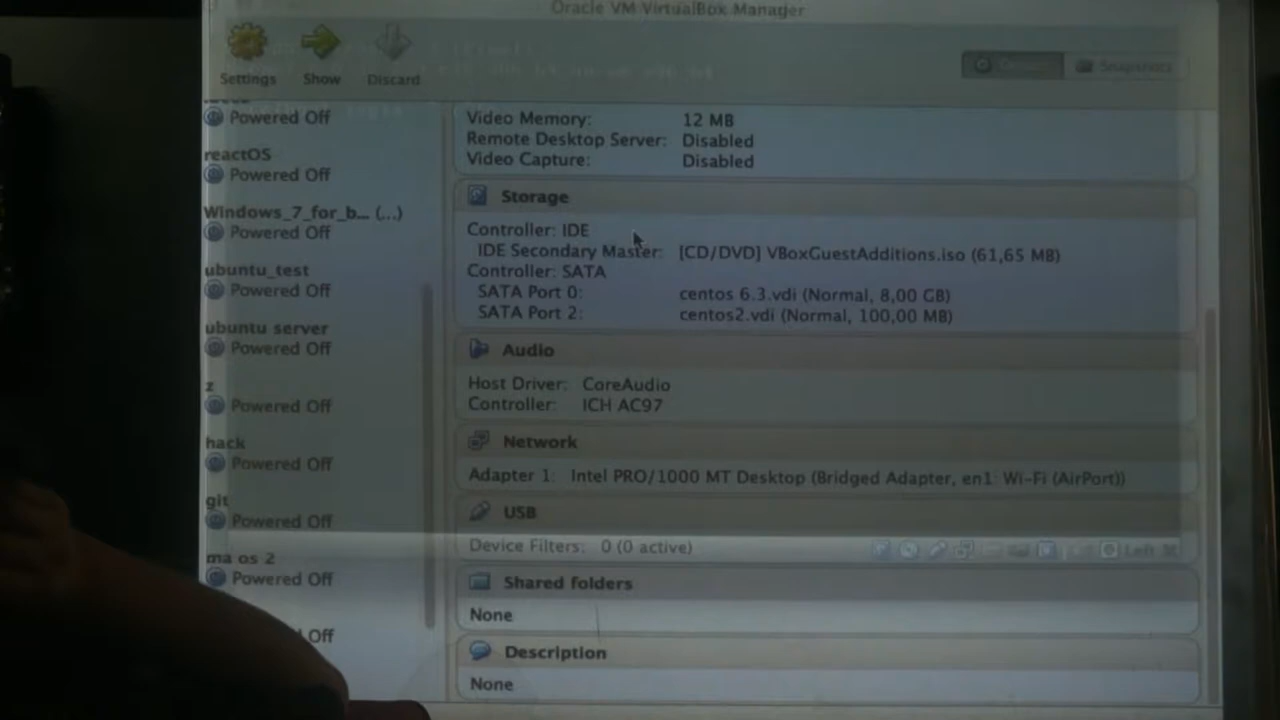 Oracle VM VirtualBox Manager
Settings
Show
Discard
Snapshots
Powered Off
reactOS
Powered Off
Windows_7_for_b... (...)
Powered Off
ubuntu_test
Powered Off
ubuntu server
Powered Off
z
Powered Off
hack
Powered Off
git
Powered Off
ma os 2
Powered Off
Off
Video Memory: 12 MB
Remote Desktop Server: Disabled
Video Capture: Disabled
Storage
Controller: IDE
IDE Secondary Master: [CD/DVD] VBoxGuestAdditions.iso (61,65 MB)
Controller: SATA
SATA Port 0: centos 6.3.vdi (Normal, 8,00 GB)
SATA Port 2: centos2.vdi (Normal, 100,00 MB)
Audio
Host Driver: CoreAudio
Controller: ICH AC97
Network
Adapter 1: Intel PRO/1000 MT Desktop (Bridged Adapter, en1: Wi-Fi (AirPort))
USB
Device Filters: 0 (0 active)
Left ⌘
Shared folders
None
Description
None